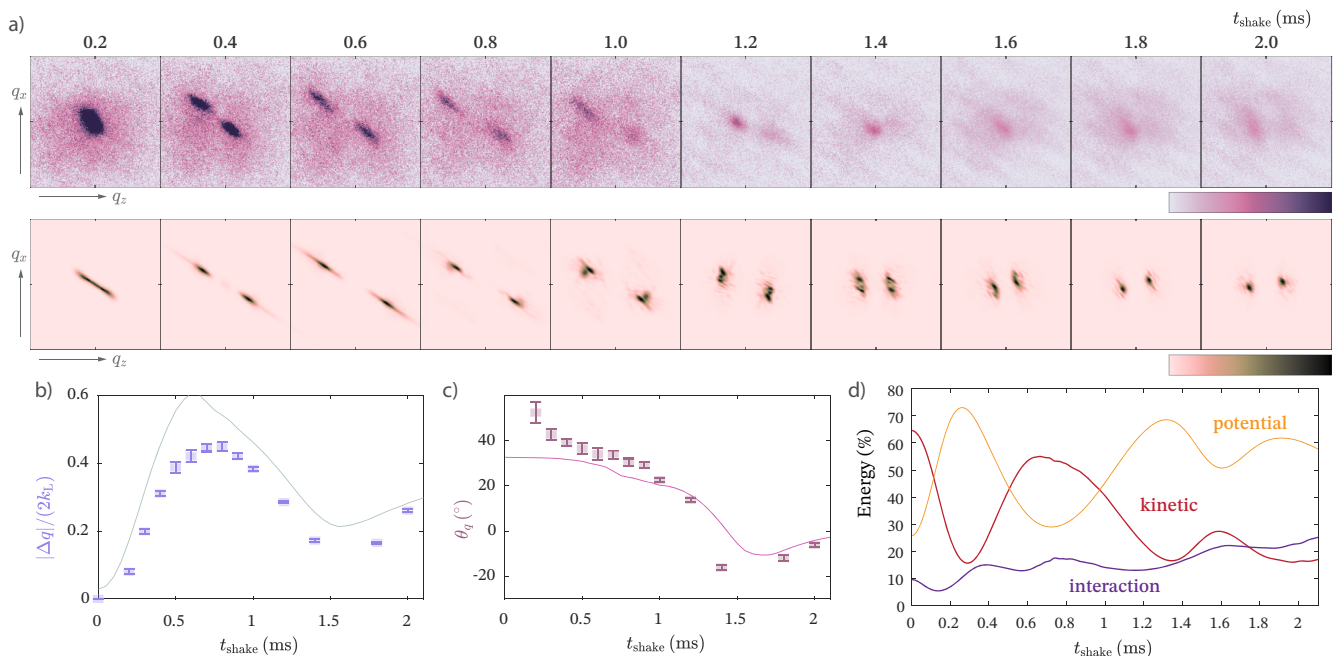 a)
t_shake (ms)
0.2 0.4 0.6 0.8 1.0 1.2 1.4 1.6 1.8 2.0
q_x
q_z
q_x
q_z
b)
0.6
0.4
0.2
0
|Δq|/(2k_L)
0 0.5 1 1.5 2
t_shake (ms)
c)
40
20
0
-20
θ_q (°)
0 0.5 1 1.5 2
t_shake (ms)
d)
80
70
60
50
40
30
20
10
0
Energy (%)
potential
kinetic
interaction
0 0.2 0.4 0.6 0.8 1 1.2 1.4 1.6 1.8 2
t_shake (ms)